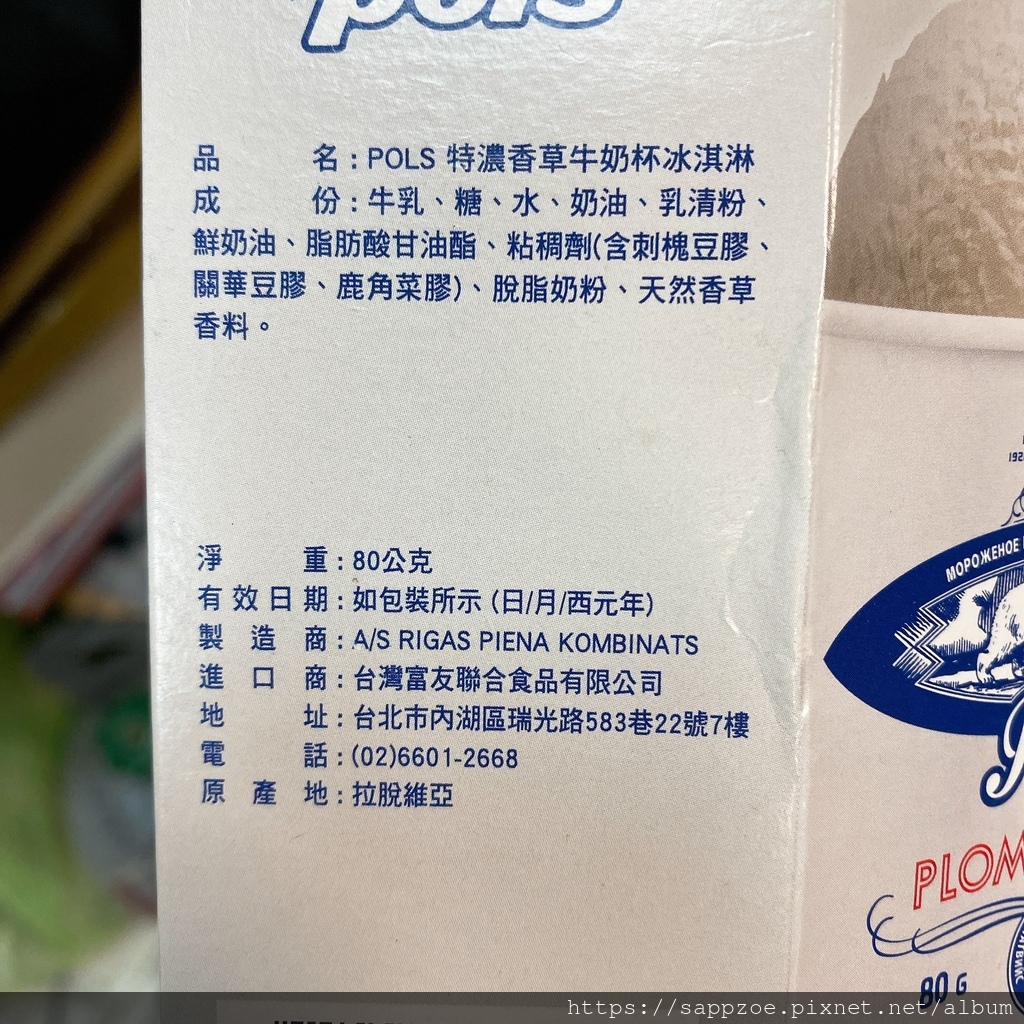 pols
品 名：POLS 特濃香草牛奶杯冰淇淋
成 份：牛乳、糖、水、奶油、乳清粉、
鮮奶油、脂肪酸甘油酯、粘稠劑(含刺槐豆膠、
關華豆膠、鹿角菜膠)、脫脂奶粉、天然香草
香料。
淨 重：80公克
有效日期：如包裝所示 (日/月/西元年)
製 造 商：A/S RIGAS PIENA KOMBINATS
進 口 商：台灣富友聯合食品有限公司
地 址：台北市內湖區瑞光路583巷22號7樓
電 話：(02)6601-2668
原 產 地：拉脫維亞
МОРОЖЕНОЕ
PLOM
80 G
https://sappzoe.pixnet.net/album